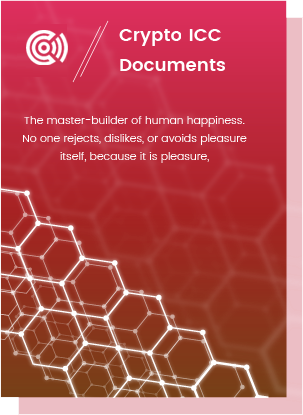 Crypto ICC
Documents
The master-builder of human happiness.
No one rejects, dislikes, or avoids pleasure
itself, because it is pleasure,